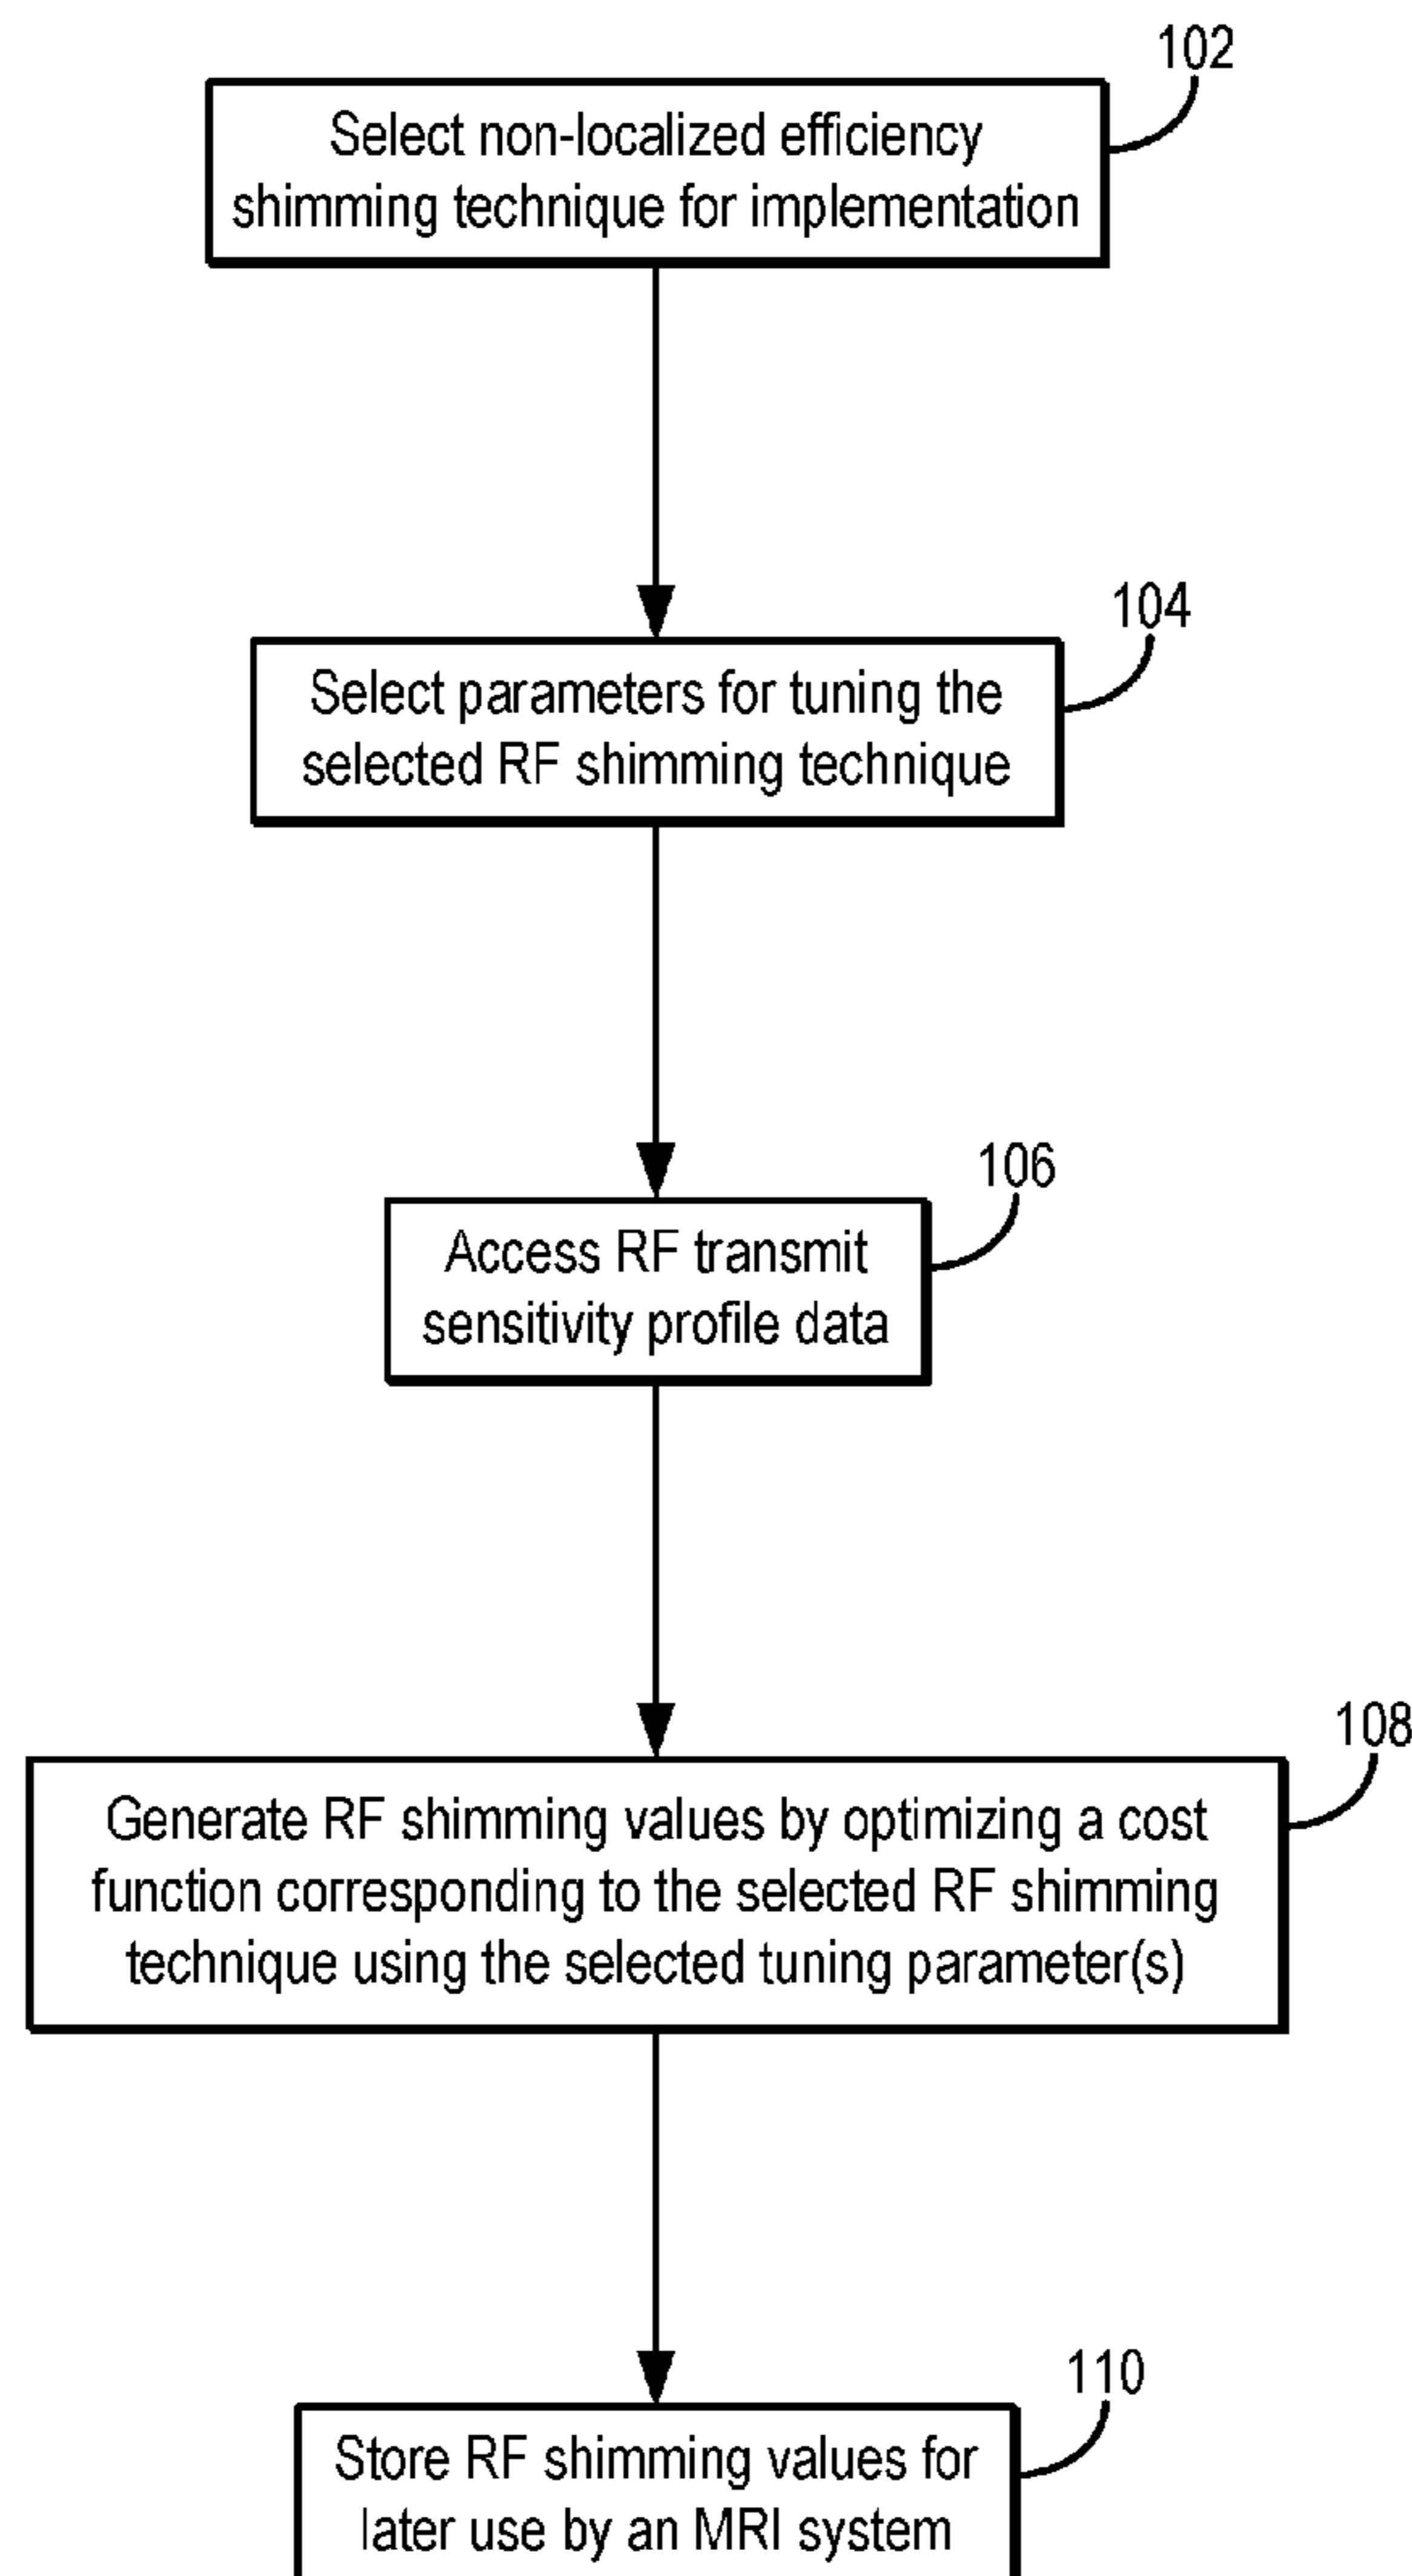 102
Select non-localized efficiency
shimming technique for implementation
104
Select parameters for tuning the
selected RF shimming technique
106
Access RF transmit
sensitivity profile data
108
Generate RF shimming values by optimizing a cost
function corresponding to the selected RF shimming
technique using the selected tuning parameter(s)
110
Store RF shimming values for
later use by an MRI system